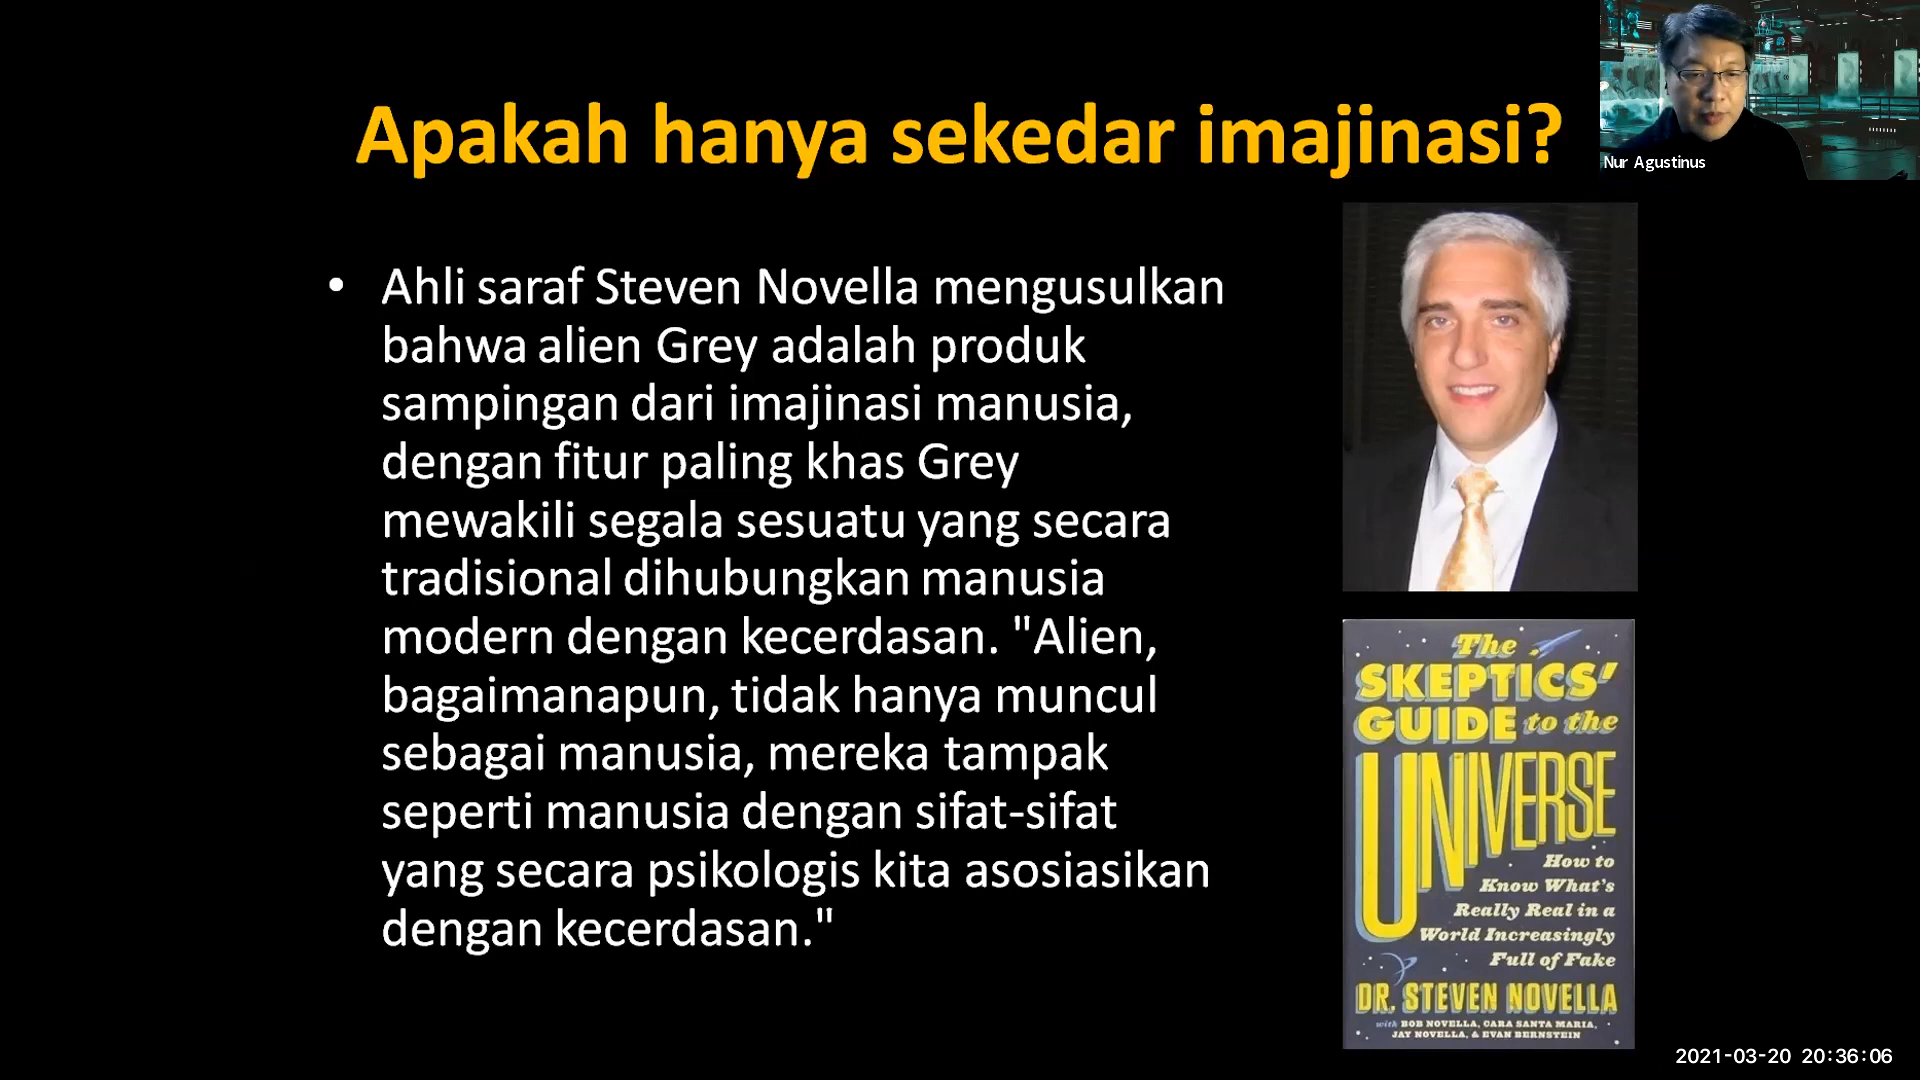 Apakah hanya sekedar imajinasi?
Nur Agustinus
• Ahli saraf Steven Novella mengusulkan
bahwa alien Grey adalah produk
sampingan dari imajinasi manusia,
dengan fitur paling khas Grey
mewakili segala sesuatu yang secara
tradisional dihubungkan manusia
modern dengan kecerdasan. "Alien,
bagaimanapun, tidak hanya muncul
sebagai manusia, mereka tampak
seperti manusia dengan sifat-sifat
yang secara psikologis kita asosiasikan
dengan kecerdasan."
The
SKEPTICS'
GUIDE to the
UNIVERSE
How to
Know What's
Really Real in a
World Increasingly
Full of Fake
DR. STEVEN NOVELLA
with BOB NOVELLA, CARA SANTA MARIA,
JAY NOVELLA, & EVAN BERNSTEIN
2021-03-20 20:36:06